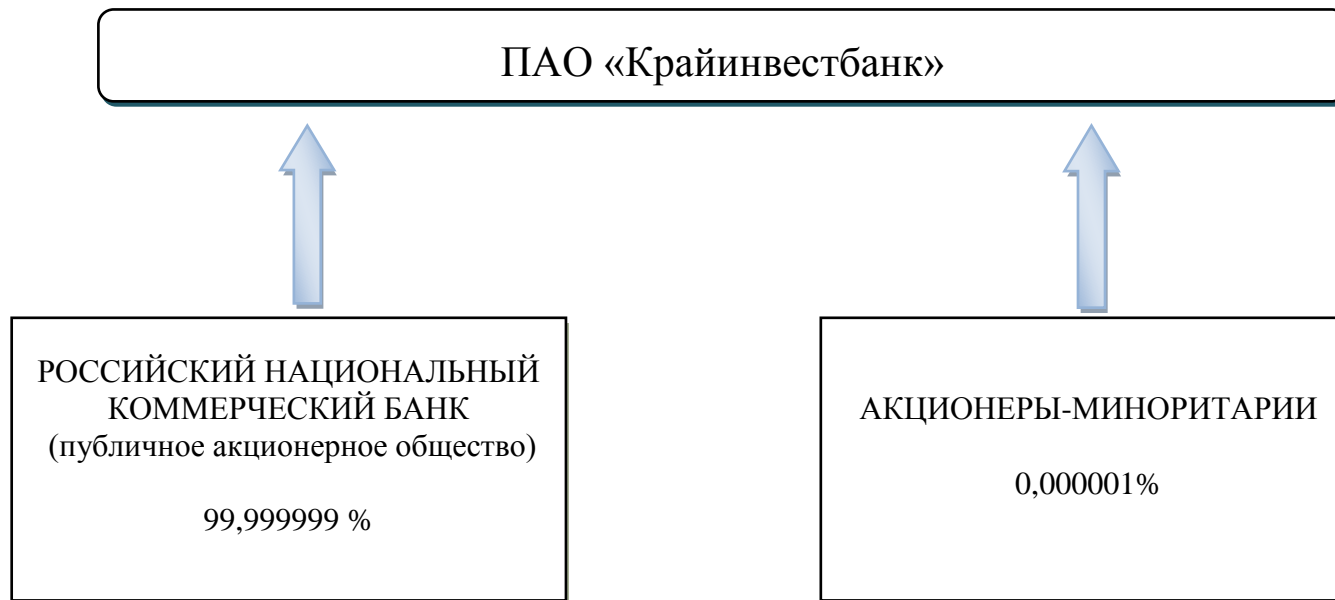 ПАО «Крайинвестбанк»
РОССИЙСКИЙ НАЦИОНАЛЬНЫЙ
КОММЕРЧЕСКИЙ БАНК
(публичное акционерное общество)
99,999999 %
АКЦИОНЕРЫ-МИНОРИТАРИИ
0,000001%